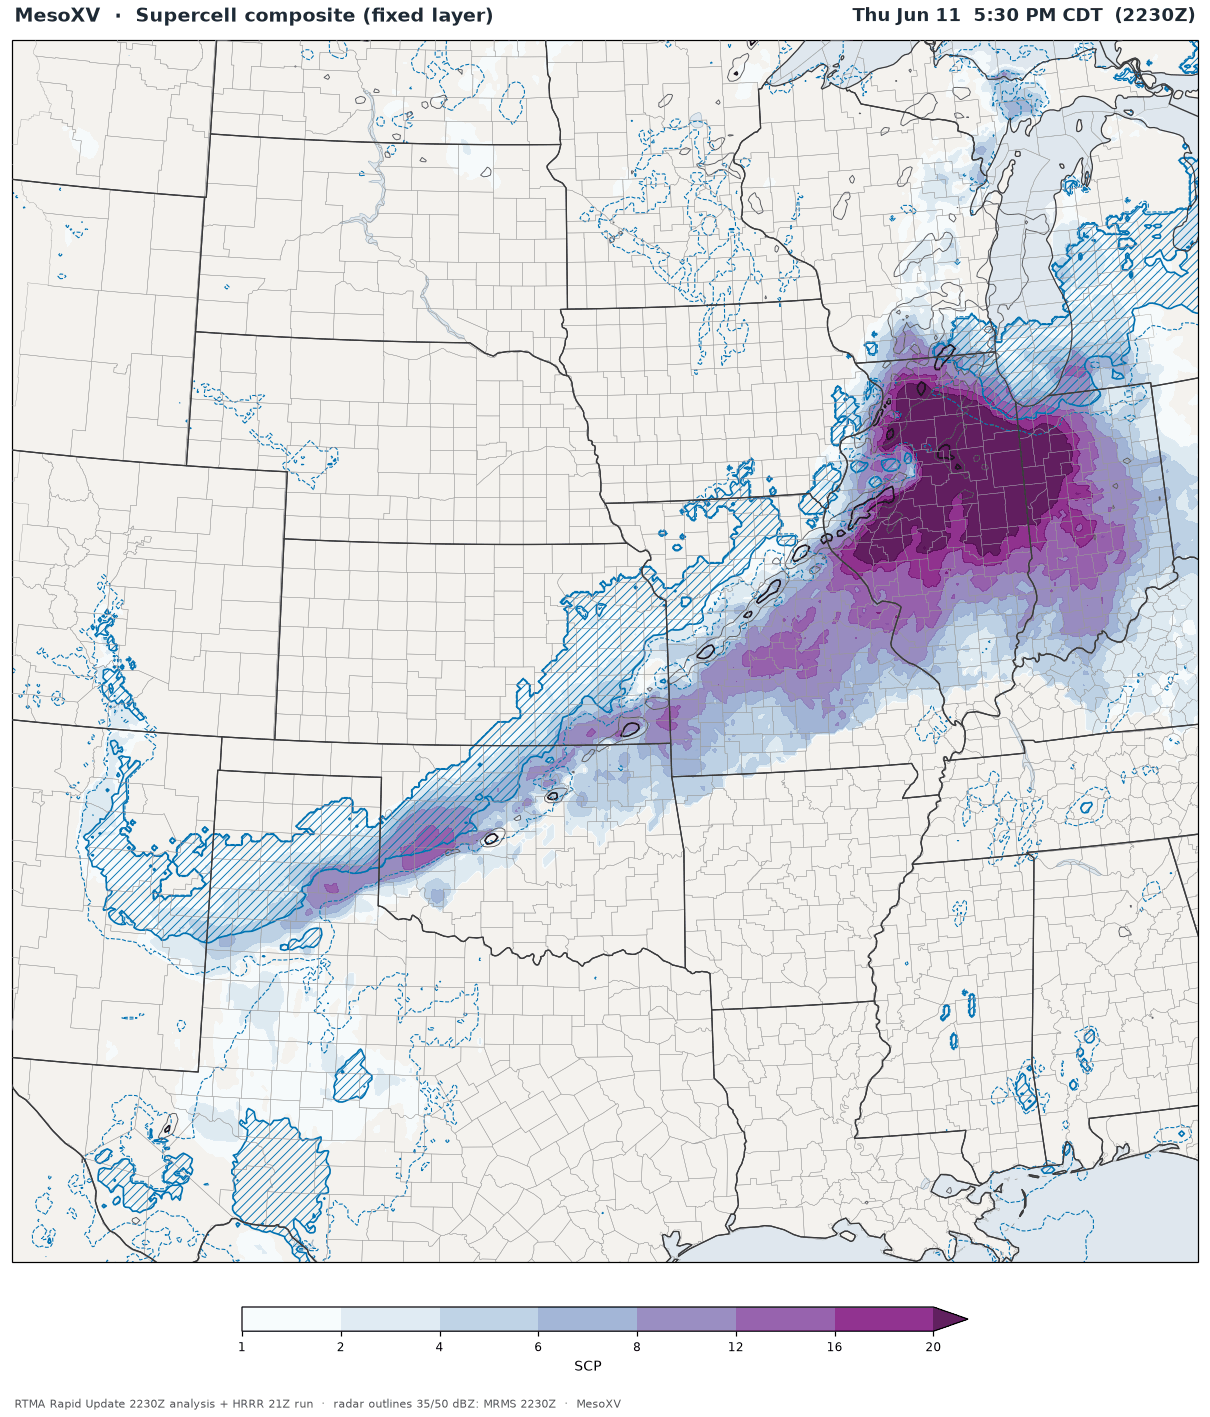 MesoXV · Supercell composite (fixed layer)
Thu Jun 11 5:30 PM CDT (2230Z)
1 2 4 6 8 12 16 20
SCP
RTMA Rapid Update 2230Z analysis + HRRR 21Z run · radar outlines 35/50 dBZ: MRMS 2230Z · MesoXV